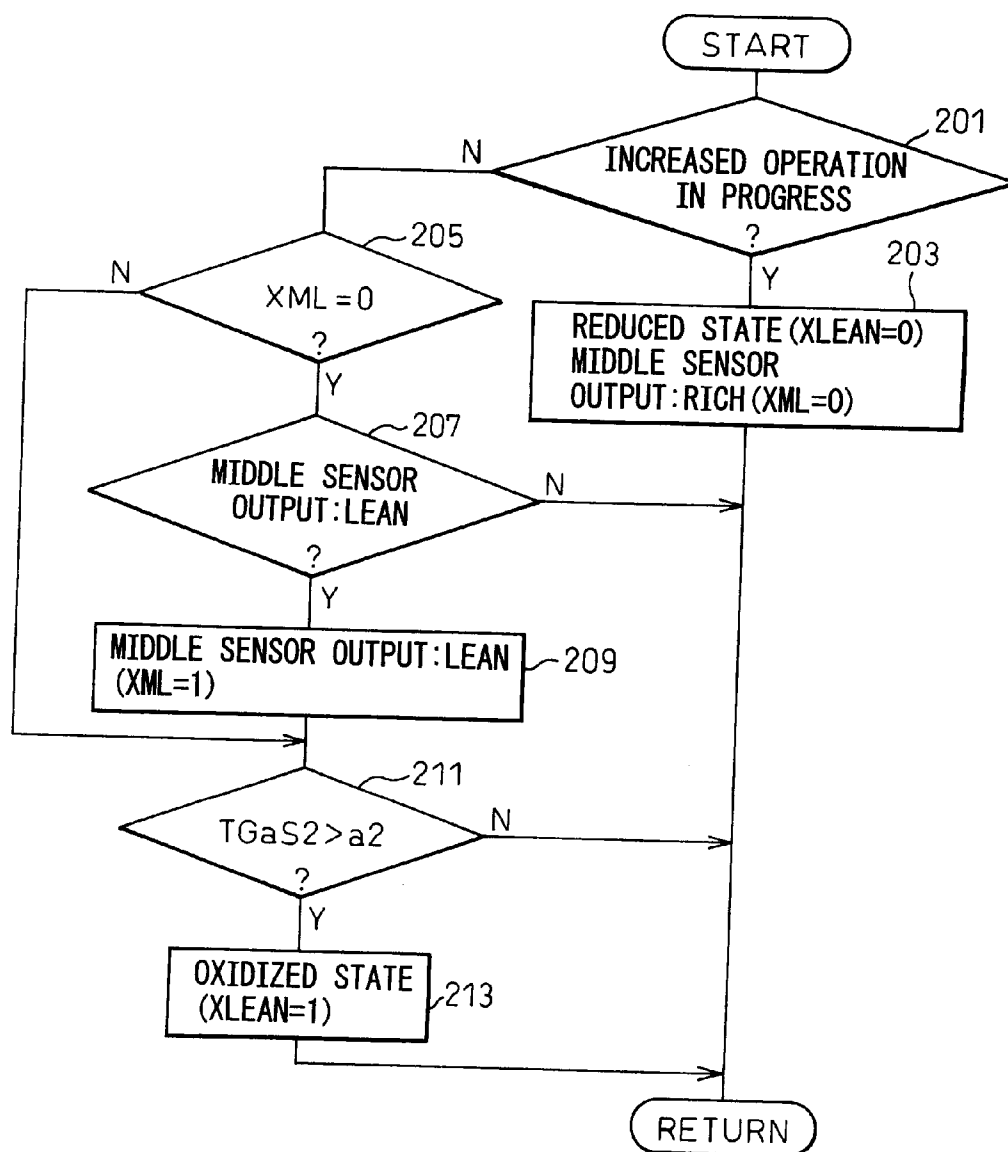 START
201
INCREASED OPERATION
IN PROGRESS
?
N
Y
203
REDUCED STATE(XLEAN=0)
MIDDLE SENSOR
OUTPUT:RICH(XML=0)
205
N
XML=0
?
Y
207
MIDDLE SENSOR
OUTPUT:LEAN
?
N
Y
MIDDLE SENSOR OUTPUT:LEAN
(XML=1)
209
211
TGaS2>a2
?
N
Y
OXIDIZED STATE
(XLEAN=1)
213
RETURN